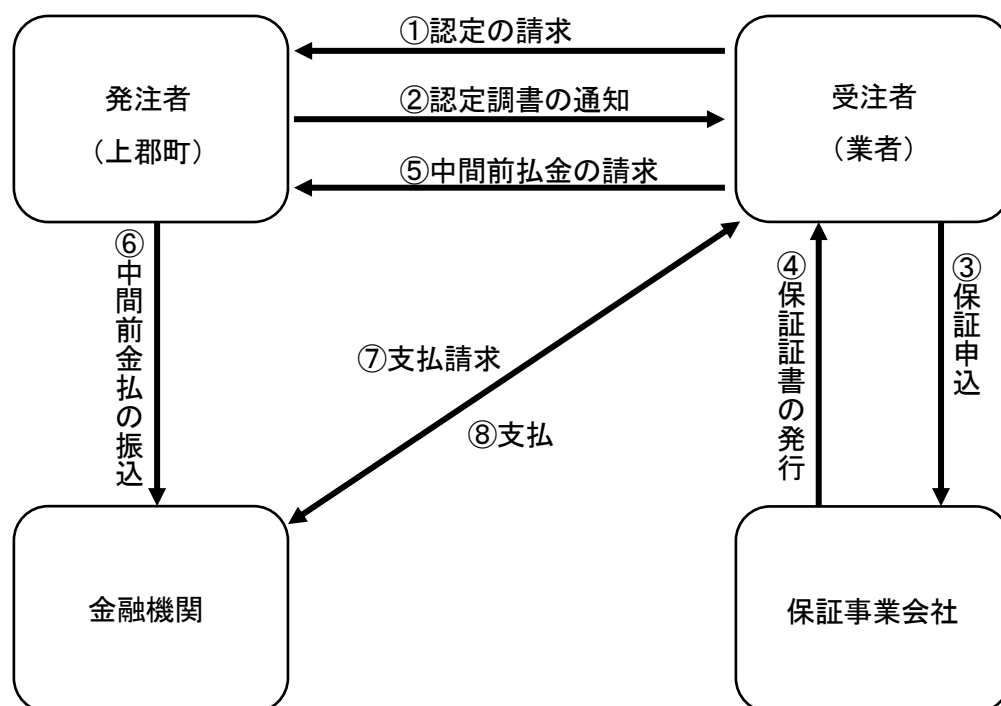 ①認定の請求
発注者
（上郡町）
②認定調書の通知
受注者
（業者）
⑤中間前払金の請求
⑥中間前金払の振込
④保証証書の発行
③保証申込
⑦支払請求
⑧支払
金融機関
保証事業会社